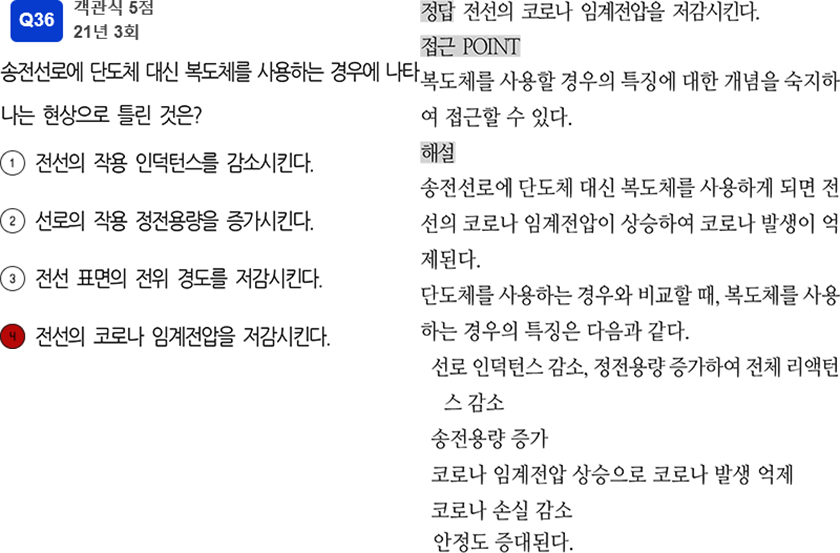 Q36
객관식 5점
21년 3회
송전선로에 단도체 대신 복도체를 사용하는 경우에 나타
나는 현상으로 틀린 것은?
1 전선의 작용 인덕턴스를 감소시킨다.
2 선로의 작용 정전용량을 증가시킨다.
3 전선 표면의 전위 경도를 저감시킨다.
4 전선의 코로나 임계전압을 저감시킨다.
정답 전선의 코로나 임계전압을 저감시킨다.
접근 POINT
복도체를 사용할 경우의 특징에 대한 개념을 숙지하
여 접근할 수 있다.
해설
송전선로에 단도체 대신 복도체를 사용하게 되면 전
선의 코로나 임계전압이 상승하여 코로나 발생이 억
제된다.
단도체를 사용하는 경우와 비교할 때, 복도체를 사용
하는 경우의 특징은 다음과 같다.
선로 인덕턴스 감소, 정전용량 증가하여 전체 리액턴
스 감소
송전용량 증가
코로나 임계전압 상승으로 코로나 발생 억제
코로나 손실 감소
안정도 증대된다.